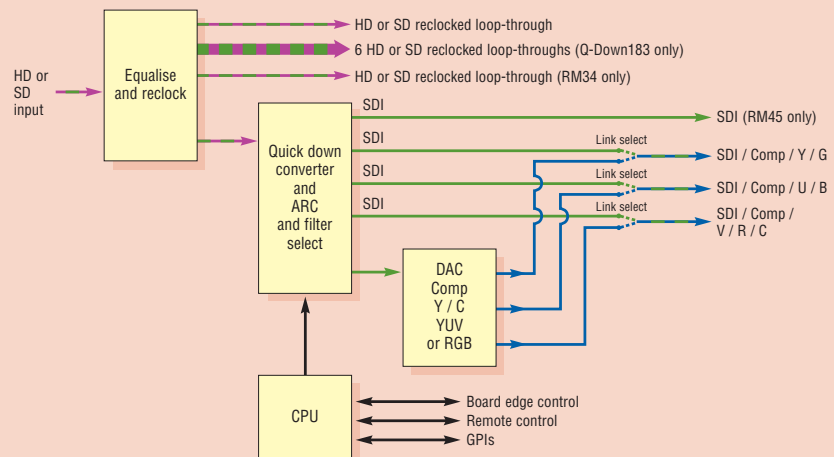 HD or SD reclocked loop-through
6 HD or SD reclocked loop-throughs (Q-Down183 only)
HD or SD reclocked loop-through (RM34 only)
HD or
SD
input
Equalise
and reclock
SDI
SDI (RM45 only)
SDI
Link select
SDI / Comp / Y / G
SDI
Link select
SDI / Comp / U / B
SDI
Link select
SDI / Comp /
V / R / C
Quick down
converter
and
ARC
and filter
select
DAC
Comp
Y / C
YUV
or RGB
CPU
Board edge control
Remote control
GPIs